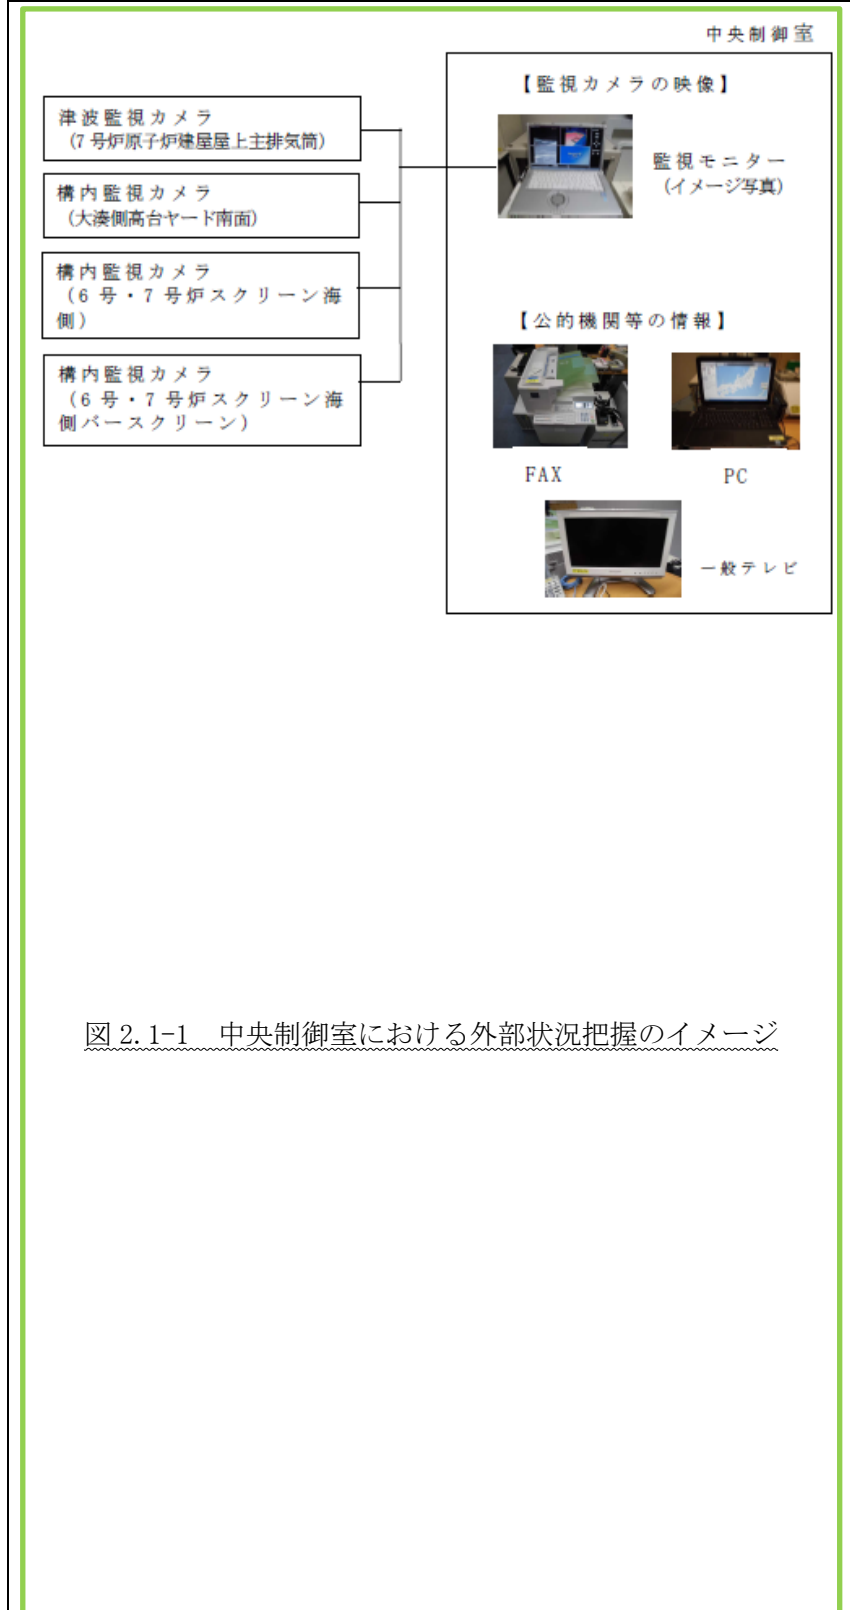 中央制御室
津波監視カメラ
(7号炉原子炉建屋屋上主排気筒)
構内監視カメラ
(大湊側高台ヤード南面)
構内監視カメラ
(6号・7号炉スクリーン海
側)
構内監視カメラ
(6号・7号炉スクリーン海
側バースクリーン)
【監視カメラの映像】
監視モニター
(イメージ写真)
【公的機関等の情報】
FAX
PC
一般テレビ
図2.1-1 中央制御室における外部状況把握のイメージ